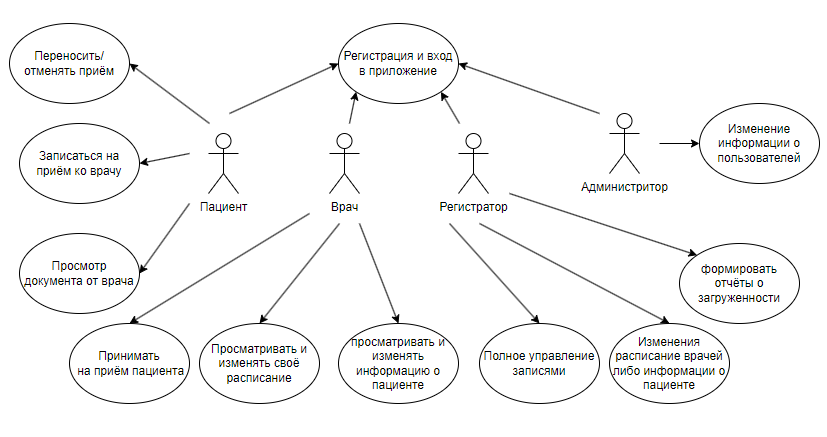 Переносить/
отменять приём
Регистрация и вход
в приложение
Записаться на
приём ко врачу
Изменение
информации о
пользователей
Пациент
Врач
Регистратор
Администритор
Просмотр
документа от врача
формировать
отчёты о
загруженности
Принимать
на приём пациента
Просматривать и
изменять своё
расписание
просматривать и
изменять
информацию о
пациенте
Полное управление
записями
Изменения
расписание врачей
либо информации о
пациенте